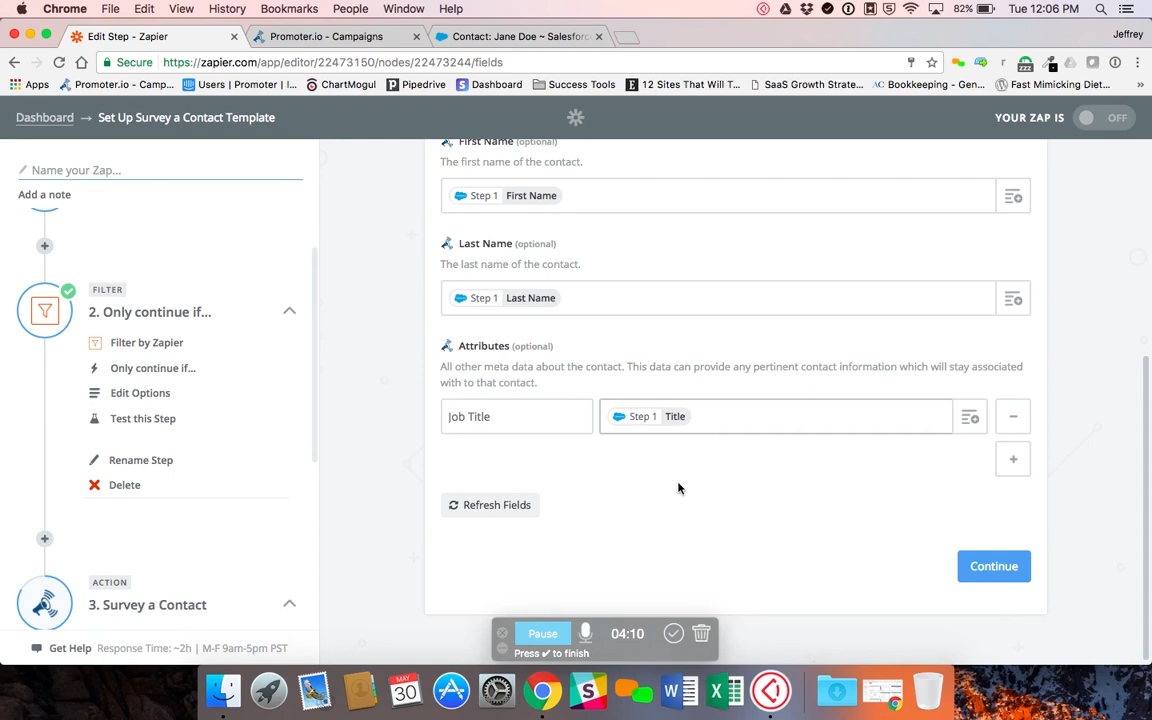 Chrome File Edit View History Bookmarks People Window Help 82% Tue 12:06 PM
Edit Step - Zapier Promoter.io - Campaigns Contact: Jane Doe ~ Salesforc Jeffrey
Secure https://zapier.com/app/editor/22473150/nodes/22473244/fields
Apps Promoter.io - Camp... Users | Promoter | I... ChartMogul Pipedrive Dashboard Success Tools 12 Sites That Will T... SaaS Growth Strate... Bookkeeping - Gen... Fast Mimicking Diet... »
Dashboard → Set Up Survey a Contact Template YOUR ZAP IS OFF
Name your Zap...
Add a note
FILTER
2. Only continue if...
Filter by Zapier
Only continue if...
Edit Options
Test this Step
Rename Step
Delete
ACTION
3. Survey a Contact
Get Help Response Time: ~2h | M-F 9am-5pm PST
First Name (optional)
The first name of the contact.
Step 1 First Name
Last Name (optional)
The last name of the contact.
Step 1 Last Name
Attributes (optional)
All other meta data about the contact. This data can provide any pertinent contact information which will stay associated
with to that contact.
Job Title Step 1 Title
Refresh Fields
Continue
Pause 04:10
Press ✔ to finish
MAY
30